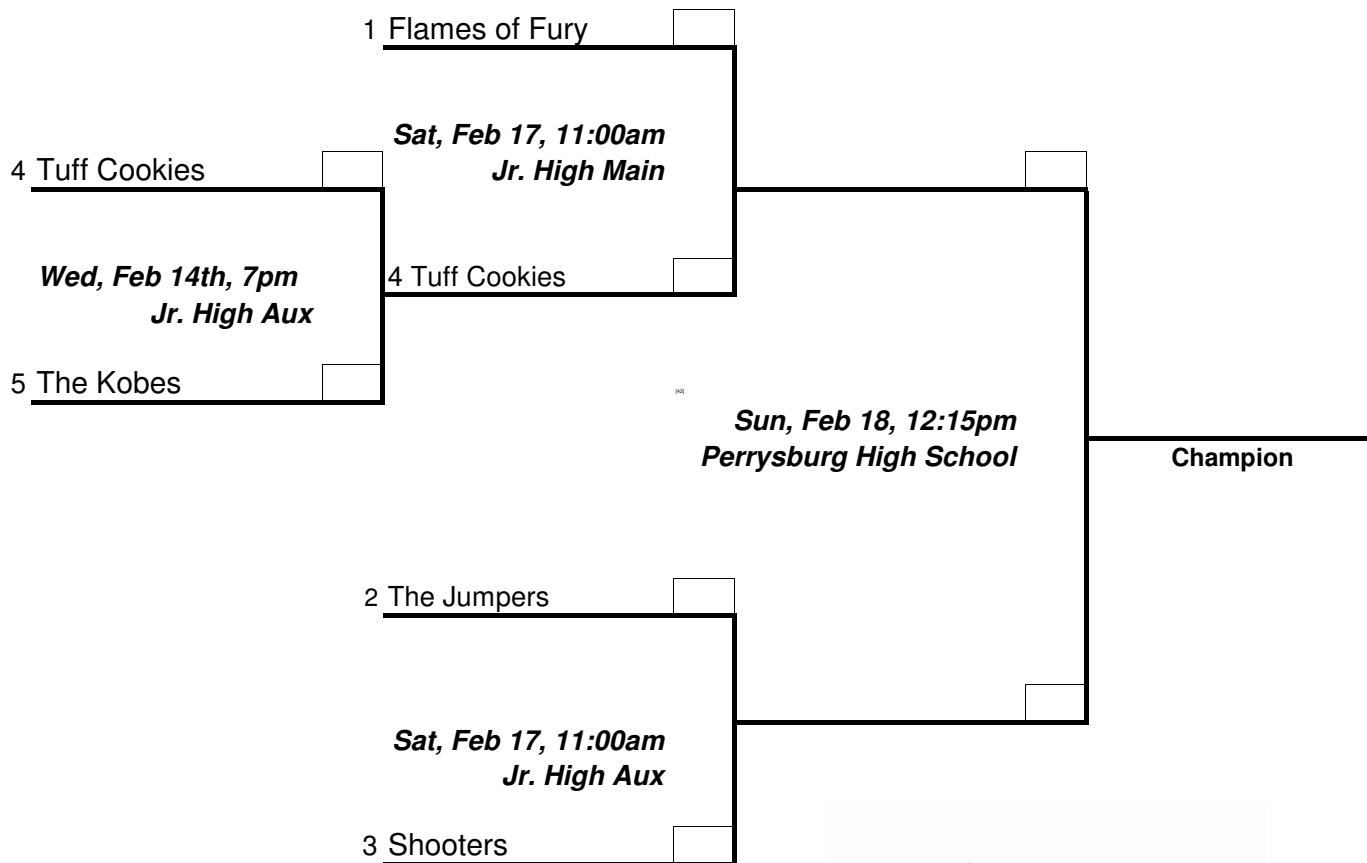 1 Flames of Fury
Sat, Feb 17, 11:00am
Jr. High Main
4 Tuff Cookies
Wed, Feb 14th, 7pm
Jr. High Aux
4 Tuff Cookies
5 The Kobes
[42]
Sun, Feb 18, 12:15pm
Perrysburg High School
Champion
2 The Jumpers
Sat, Feb 17, 11:00am
Jr. High Aux
3 Shooters